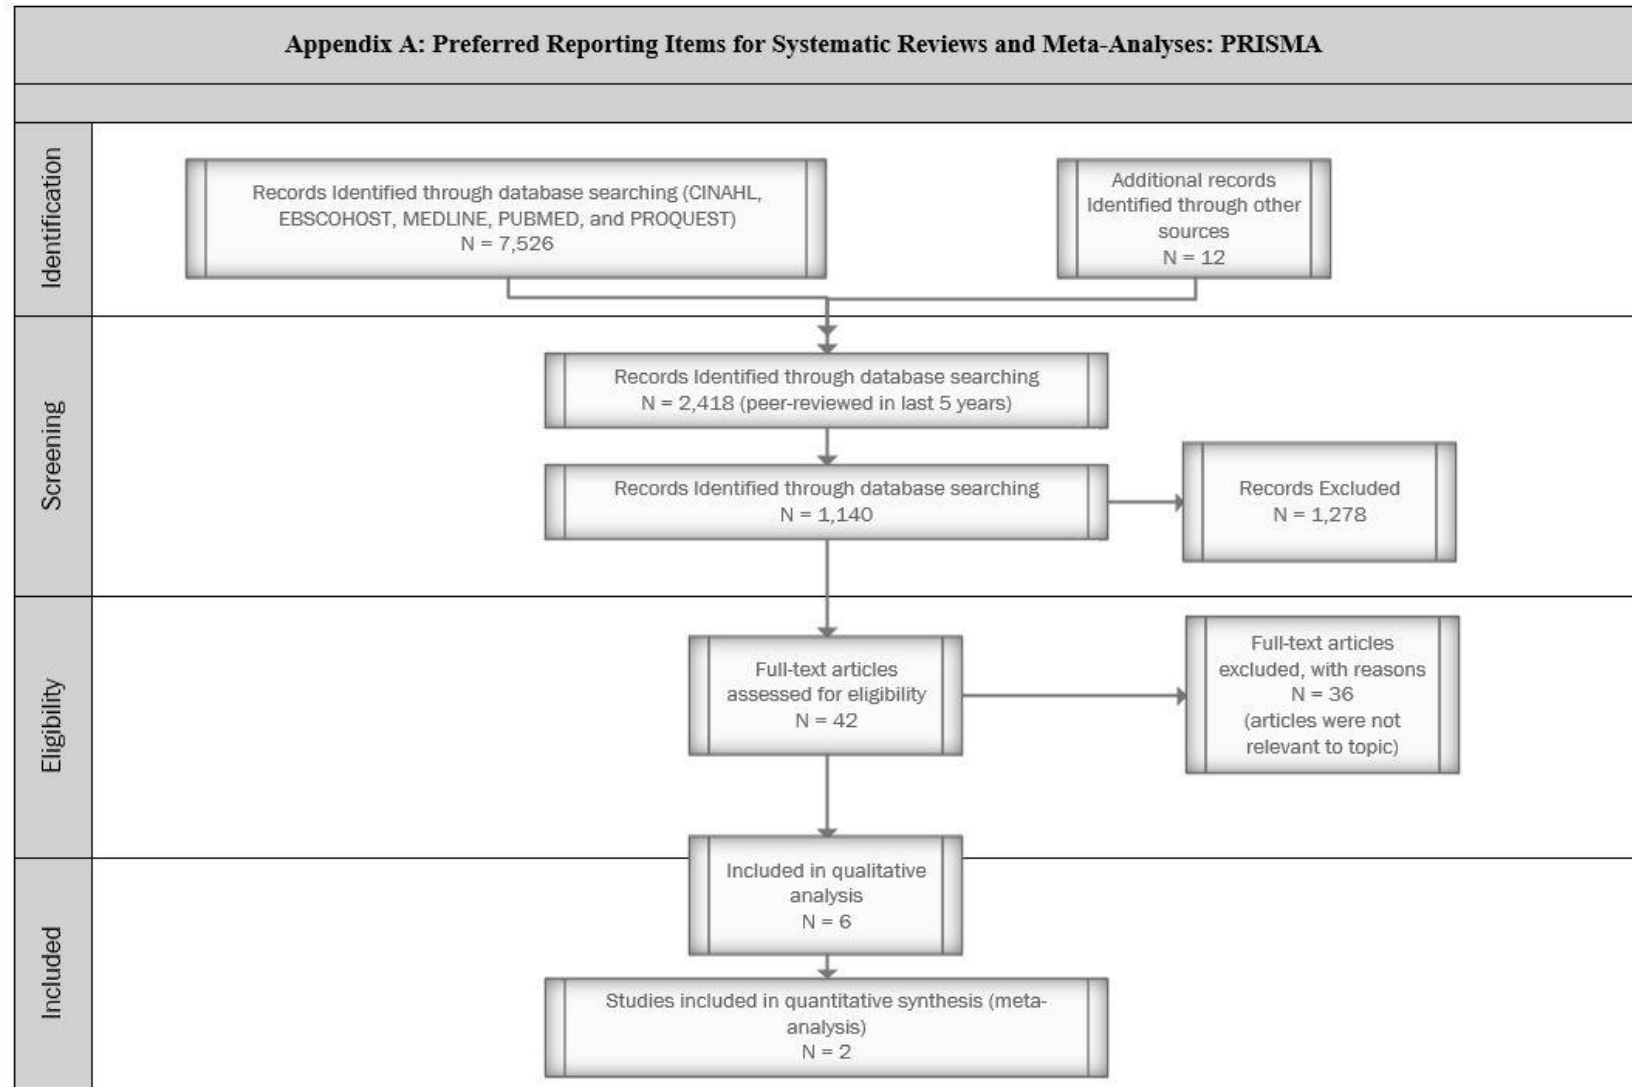 Appendix A: Preferred Reporting Items for Systematic Reviews and Meta-Analyses: PRISMA
Identification
Records Identified through database searching (CINAHL,
EBSCOHOST, MEDLINE, PUBMED, and PROQUEST)
N = 7,526
Additional records
Identified through other
sources
N = 12
Screening
Records Identified through database searching
N = 2,418 (peer-reviewed in last 5 years)
Records Identified through database searching
N = 1,140
Records Excluded
N = 1,278
Eligibility
Full-text articles
assessed for eligibility
N = 42
Full-text articles
excluded, with reasons
N = 36
(articles were not
relevant to topic)
Included
Included in qualitative
analysis
N = 6
Studies included in quantitative synthesis (meta-
analysis)
N = 2